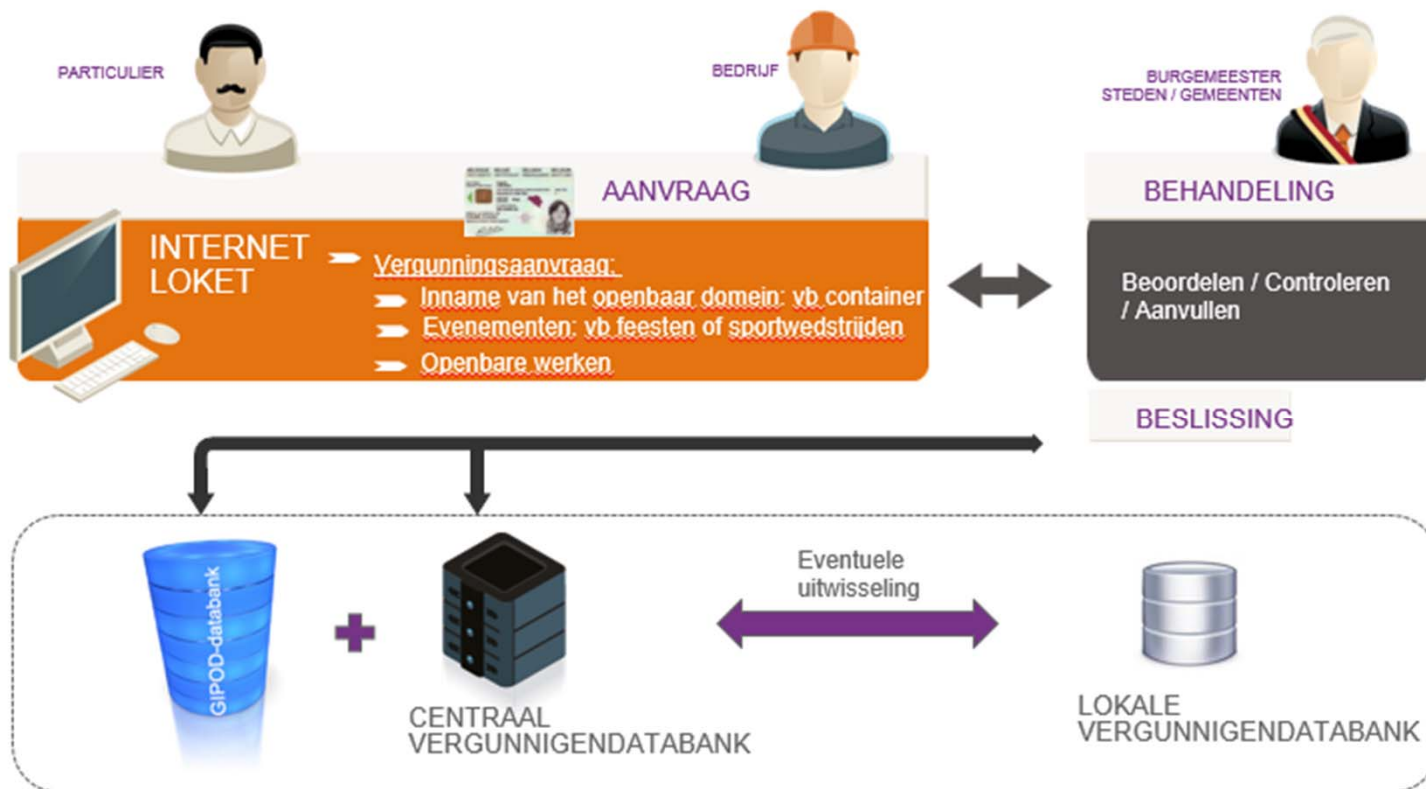 PARTICULIER
BEDRIJF
BURGEMEESTER
STEDEN / GEMEENTEN
AANVRAAG
BEHANDELING
INTERNET
LOKET
Vergunningsaanvraag:
Inname van het openbaar domein: vb container
Evenementen: vb feesten of sportwedstrijden
Openbare werken
Beoordelen / Controleren
/ Aanvullen
BESLISSING
GIPOD-databank
CENTRAAL
VERGUNNIGENDATABANK
Eventuele
uitwisseling
LOKALE
VERGUNNIGENDATABANK